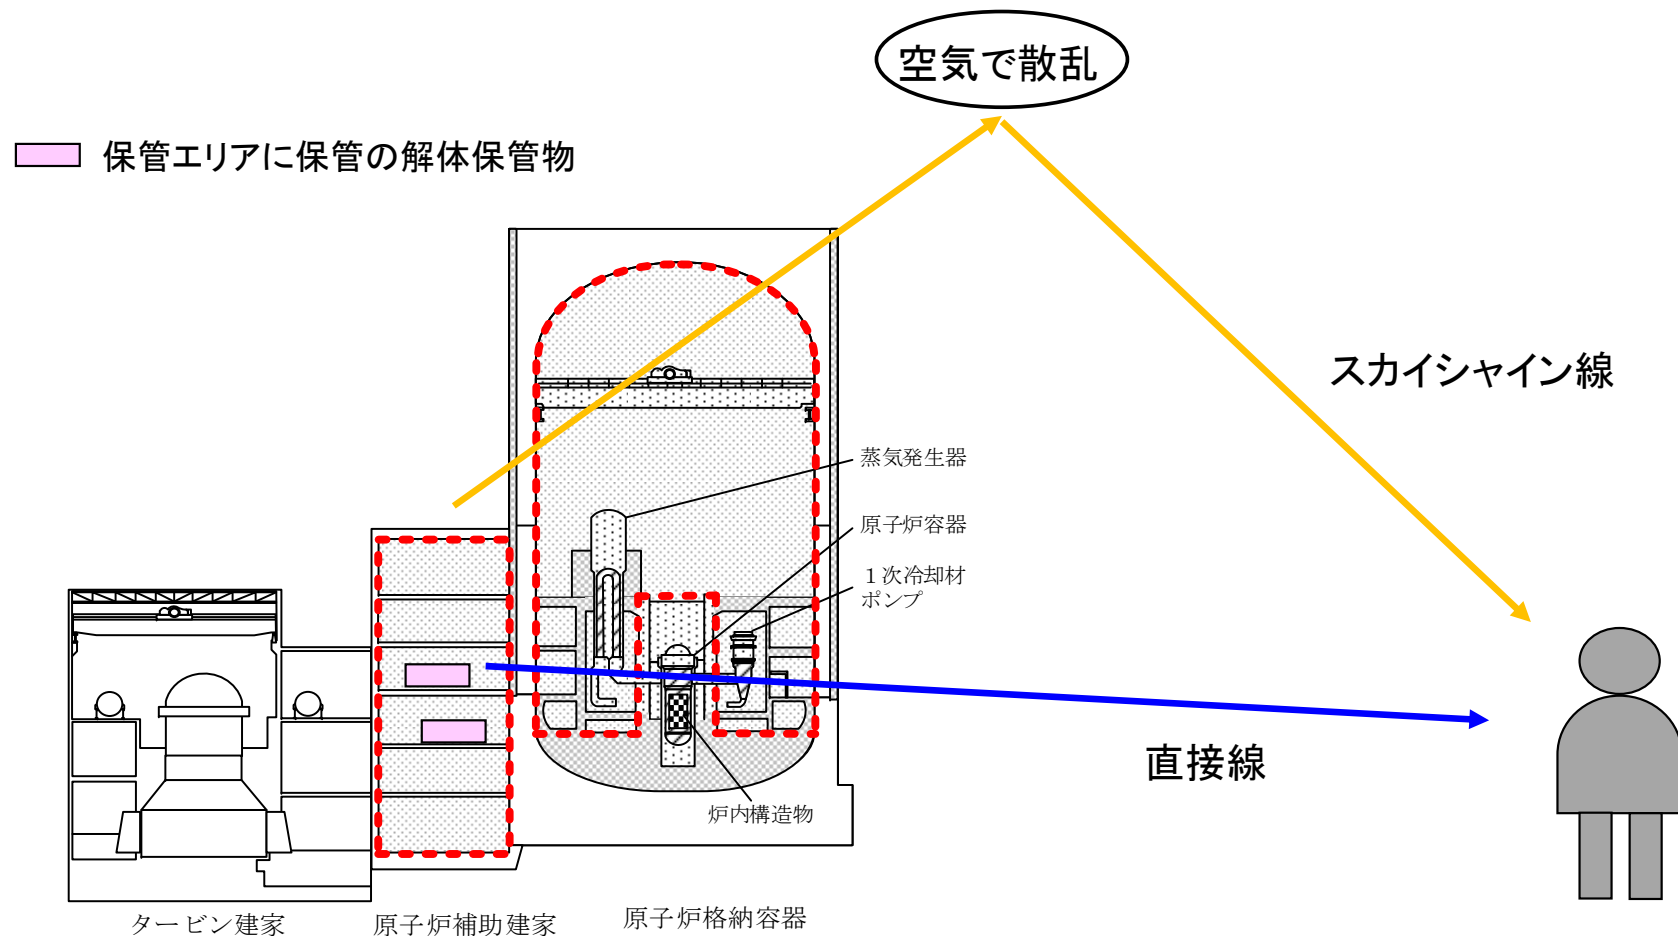 空気で散乱
保管エリアに保管の解体保管物
スカイシャイン線
蒸気発生器
原子炉容器
１次冷却材
ポンプ
直接線
炉内構造物
タービン建家
原子炉補助建家
原子炉格納容器